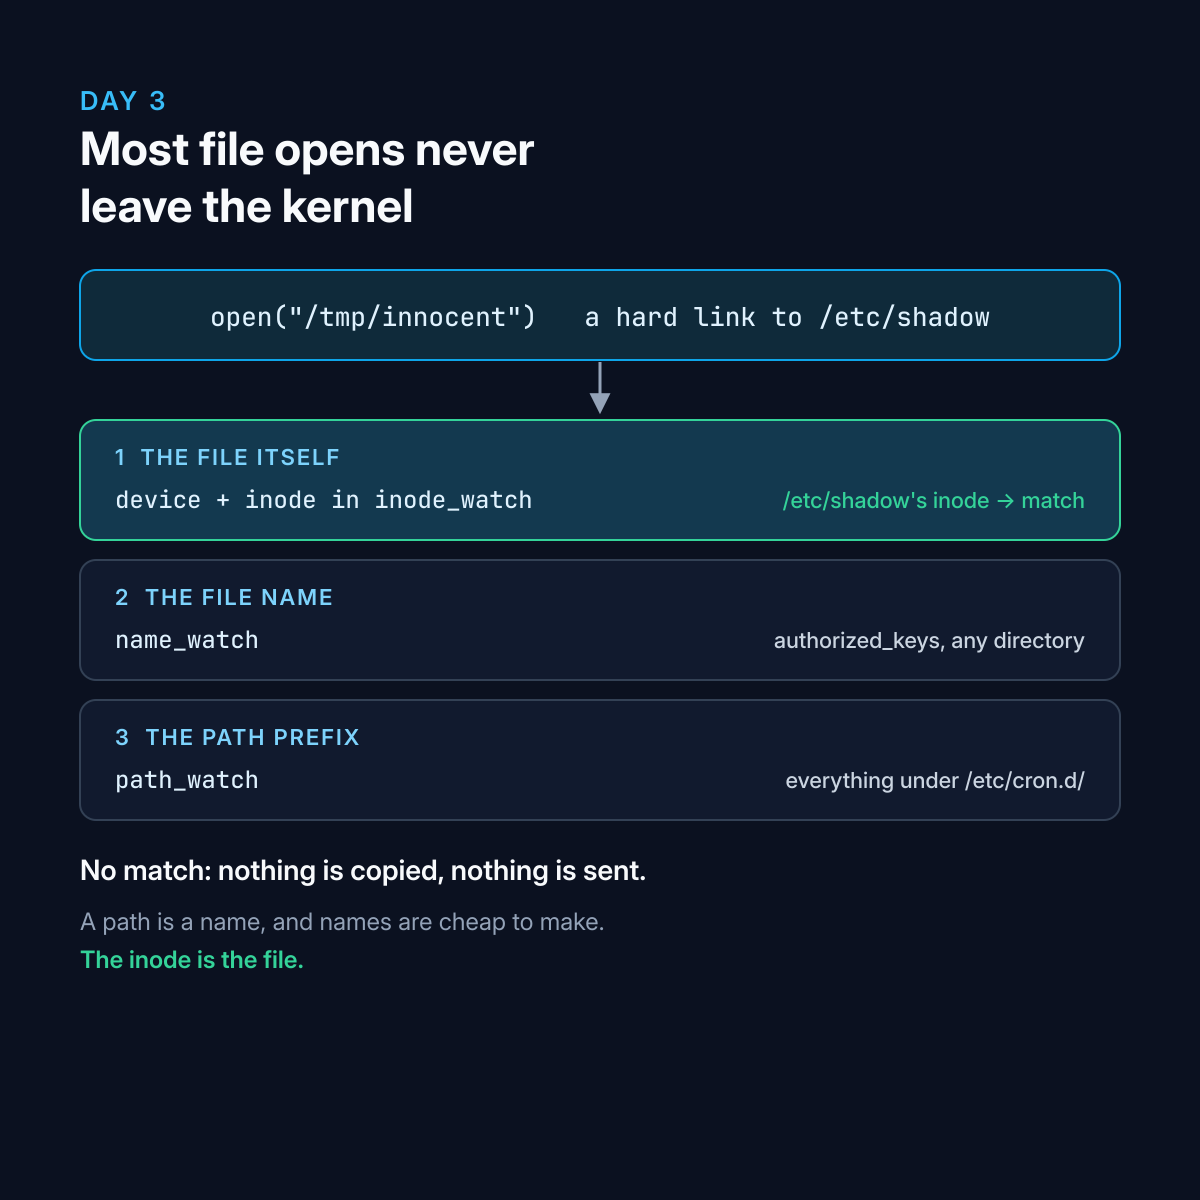 DAY 3
Most file opens never
leave the kernel
open("/tmp/innocent") a hard link to /etc/shadow
1 THE FILE ITSELF
device + inode in inode_watch /etc/shadow's inode → match
2 THE FILE NAME
name_watch authorized_keys, any directory
3 THE PATH PREFIX
path_watch everything under /etc/cron.d/
No match: nothing is copied, nothing is sent.
A path is a name, and names are cheap to make.
The inode is the file.